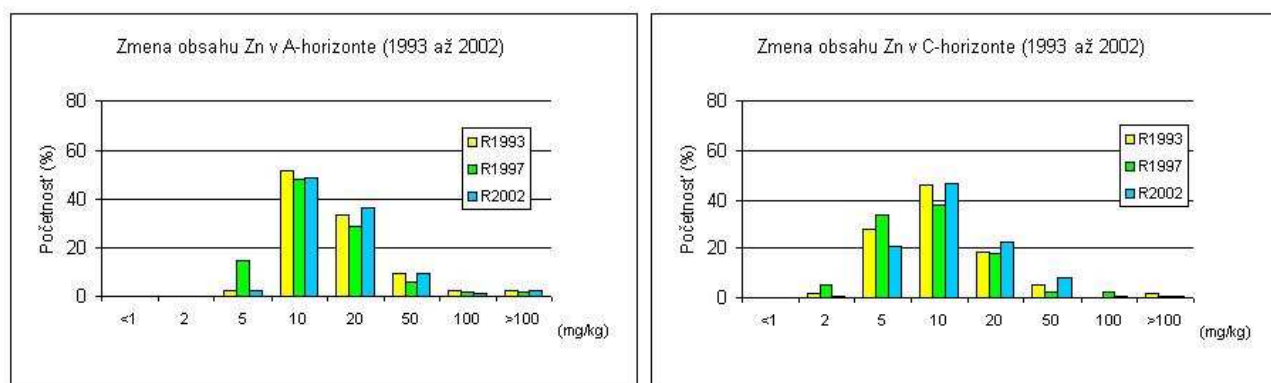 Zmena obsahu Zn v A-horizonte (1993 až 2002)
80
60
40
20
0
Početnosť (%)
R1993
R1997
R2002
<1 2 5 10 20 50 100 >100
(mg/kg)
Zmena obsahu Zn v C-horizonte (1993 až 2002)
80
60
40
20
0
Početnosť (%)
R1993
R1997
R2002
<1 2 5 10 20 50 100 >100
(mg/kg)